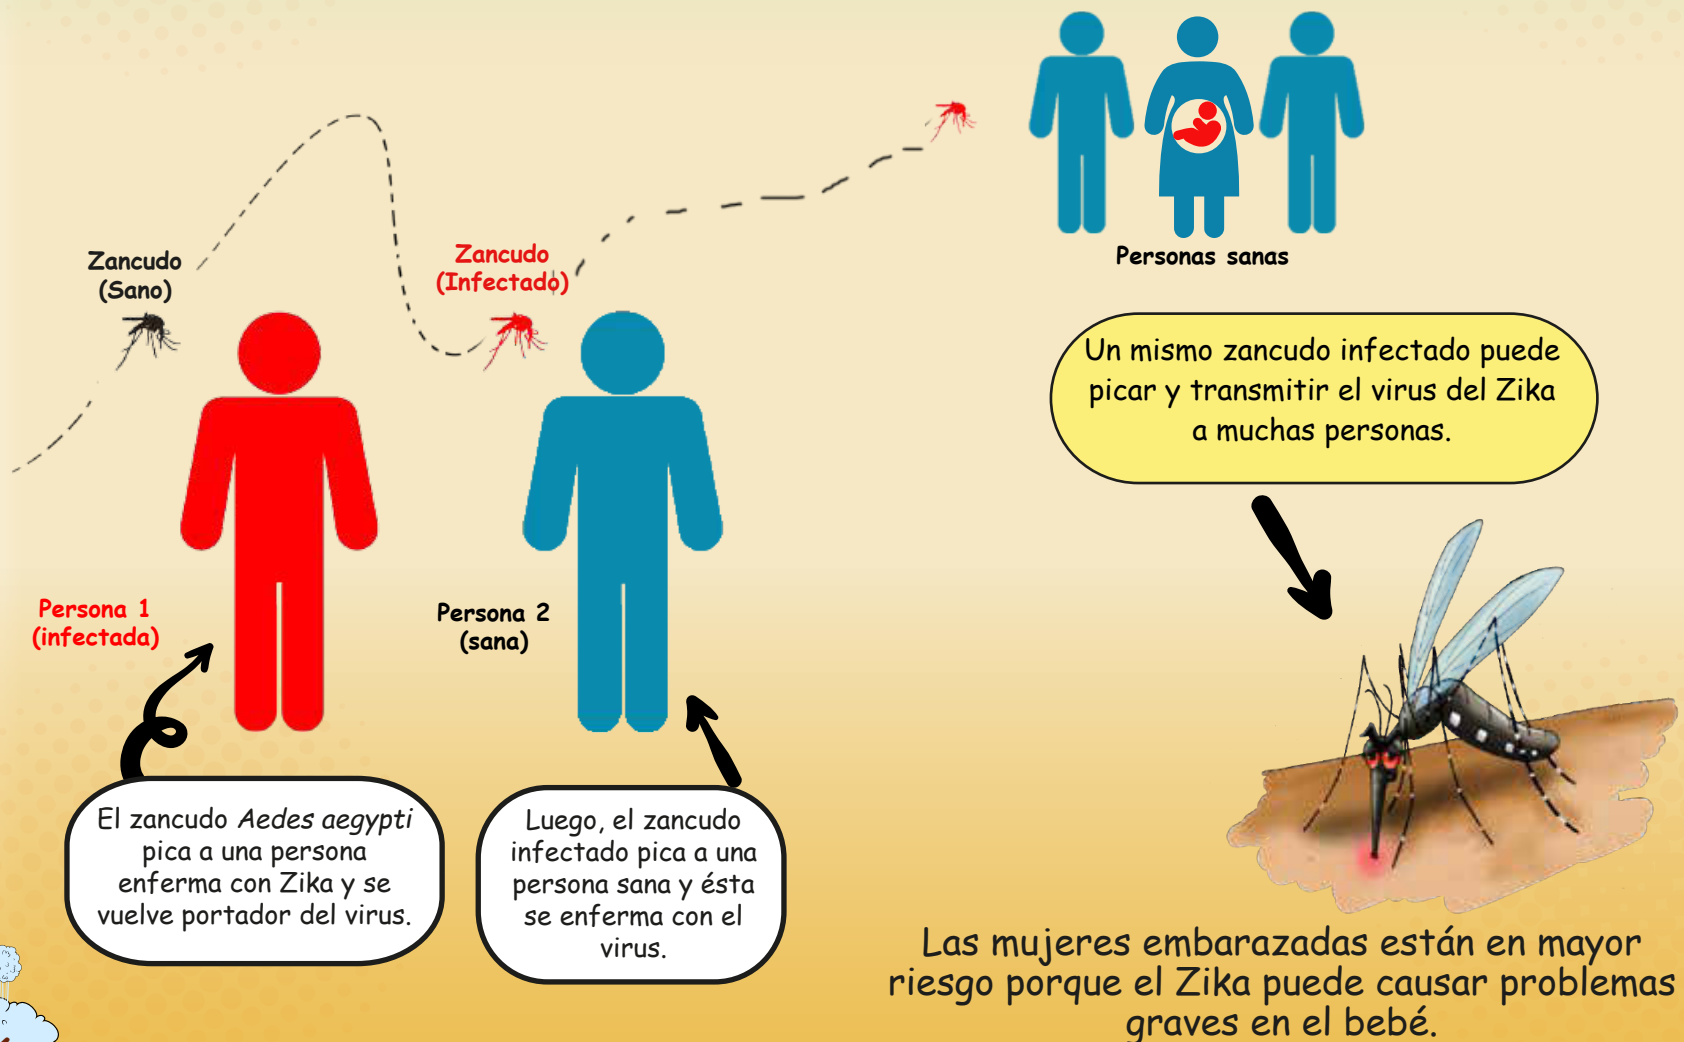 Zancudo
(Sano)
Zancudo
(Infectado)
Personas sanas
Un mismo zancudo infectado puede
picar y transmitir el virus del Zika
a muchas personas.
Persona 1
(infectada)
Persona 2
(sana)
El zancudo Aedes aegypti
pica a una persona
enferma con Zika y se
vuelve portador del virus.
Luego, el zancudo
infectado pica a una
persona sana y ésta
se enferma con el
virus.
Las mujeres embarazadas están en mayor
riesgo porque el Zika puede causar problemas
graves en el bebé.